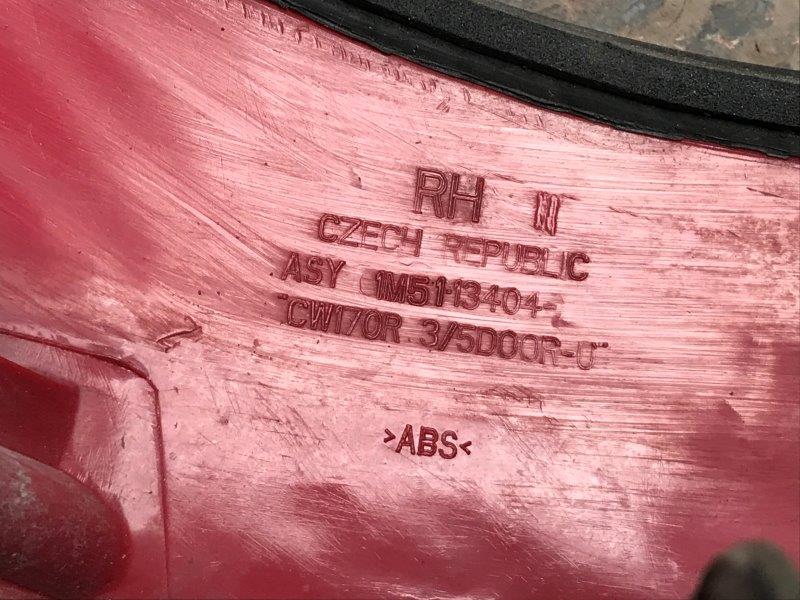 RH
CZECH REPUBLIC
ASY 1M51-13404-
"CW170R 3/5DOOR-U"
>ABS<